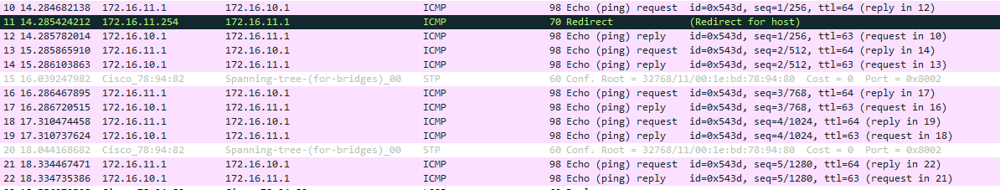 10 14.284682138 172.16.11.1 172.16.10.1 ICMP 98 Echo (ping) request id=0x543d, seq=1/256, ttl=64 (reply in 12)
11 14.285424212 172.16.11.254 172.16.11.1 ICMP 70 Redirect (Redirect for host)
12 14.285782014 172.16.10.1 172.16.11.1 ICMP 98 Echo (ping) reply id=0x543d, seq=1/256, ttl=63 (request in 10)
13 15.285865910 172.16.11.1 172.16.10.1 ICMP 98 Echo (ping) request id=0x543d, seq=2/512, ttl=64 (reply in 14)
14 15.286103863 172.16.10.1 172.16.11.1 ICMP 98 Echo (ping) reply id=0x543d, seq=2/512, ttl=63 (request in 13)
15 16.039247982 Cisco_78:94:82 Spanning-tree-(for-bridges)_00 STP 60 Conf. Root = 32768/11/00:1e:bd:78:94:80 Cost = 0 Port = 0x8002
16 16.286467895 172.16.11.1 172.16.10.1 ICMP 98 Echo (ping) request id=0x543d, seq=3/768, ttl=64 (reply in 17)
17 16.286720515 172.16.10.1 172.16.11.1 ICMP 98 Echo (ping) reply id=0x543d, seq=3/768, ttl=63 (request in 16)
18 17.310474458 172.16.11.1 172.16.10.1 ICMP 98 Echo (ping) request id=0x543d, seq=4/1024, ttl=64 (reply in 19)
19 17.310737624 172.16.10.1 172.16.11.1 ICMP 98 Echo (ping) reply id=0x543d, seq=4/1024, ttl=63 (request in 18)
20 18.044168682 Cisco_78:94:82 Spanning-tree-(for-bridges)_00 STP 60 Conf. Root = 32768/11/00:1e:bd:78:94:80 Cost = 0 Port = 0x8002
21 18.334467471 172.16.11.1 172.16.10.1 ICMP 98 Echo (ping) request id=0x543d, seq=5/1280, ttl=64 (reply in 22)
22 18.334735386 172.16.10.1 172.16.11.1 ICMP 98 Echo (ping) reply id=0x543d, seq=5/1280, ttl=63 (request in 21)